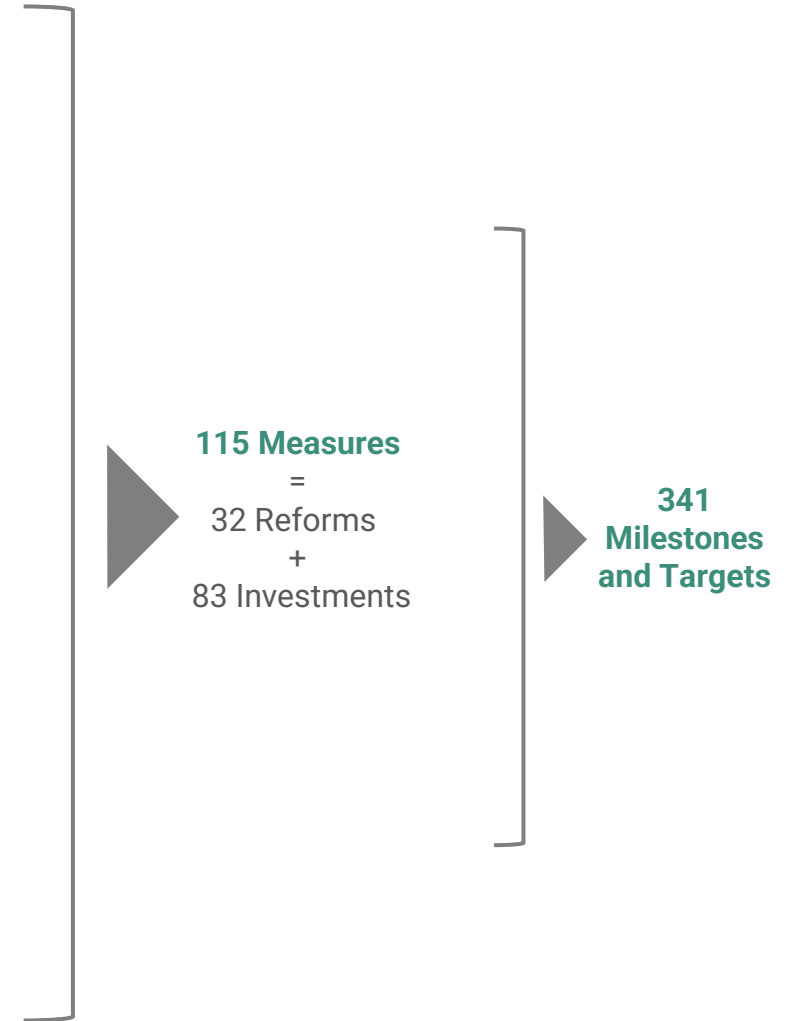 115 Measures
=
32 Reforms
+
83 Investments
341
Milestones
and Targets